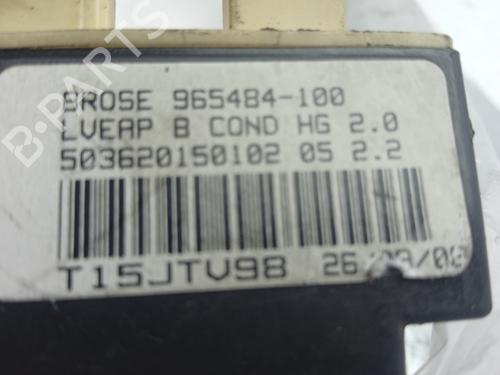 B-PARTS
BROSE 965484-100
LVEAP B COND HG 2.0
503620150102 05 2.2
T15JTV98